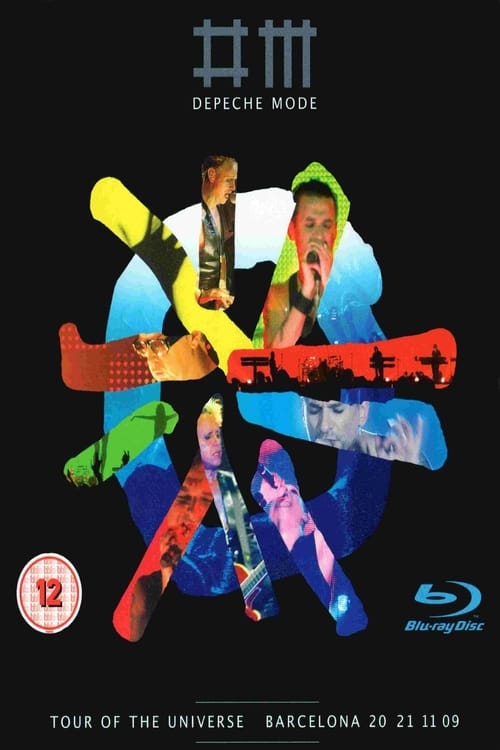 DEPECHE MODE
12
Blu-ray Disc
TOUR OF THE UNIVERSE BARCELONA 20 21 11 09